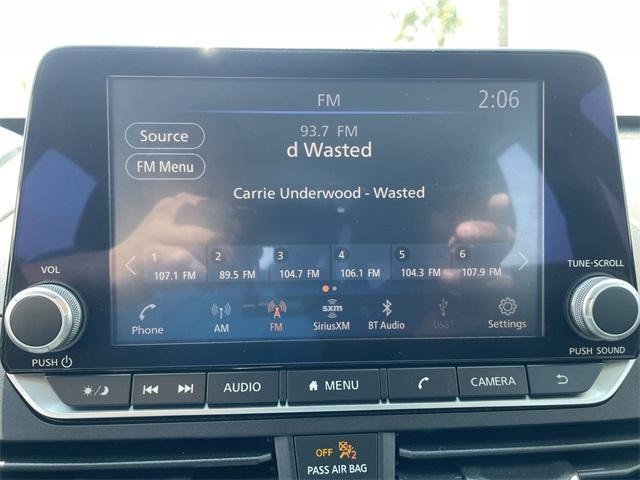 FM 2:06
Source
93.7 FM
d Wasted
FM Menu
Carrie Underwood - Wasted
1 2 3 4 5 6
107.1 FM 89.5 FM 104.7 FM 106.1 FM 104.3 FM 107.9 FM
VOL
TUNE·SCROLL
sxm
Phone AM FM SiriusXM BT Audio USB1 Settings
PUSH
PUSH SOUND
AUDIO MENU CAMERA
OFF 2
PASS AIR BAG